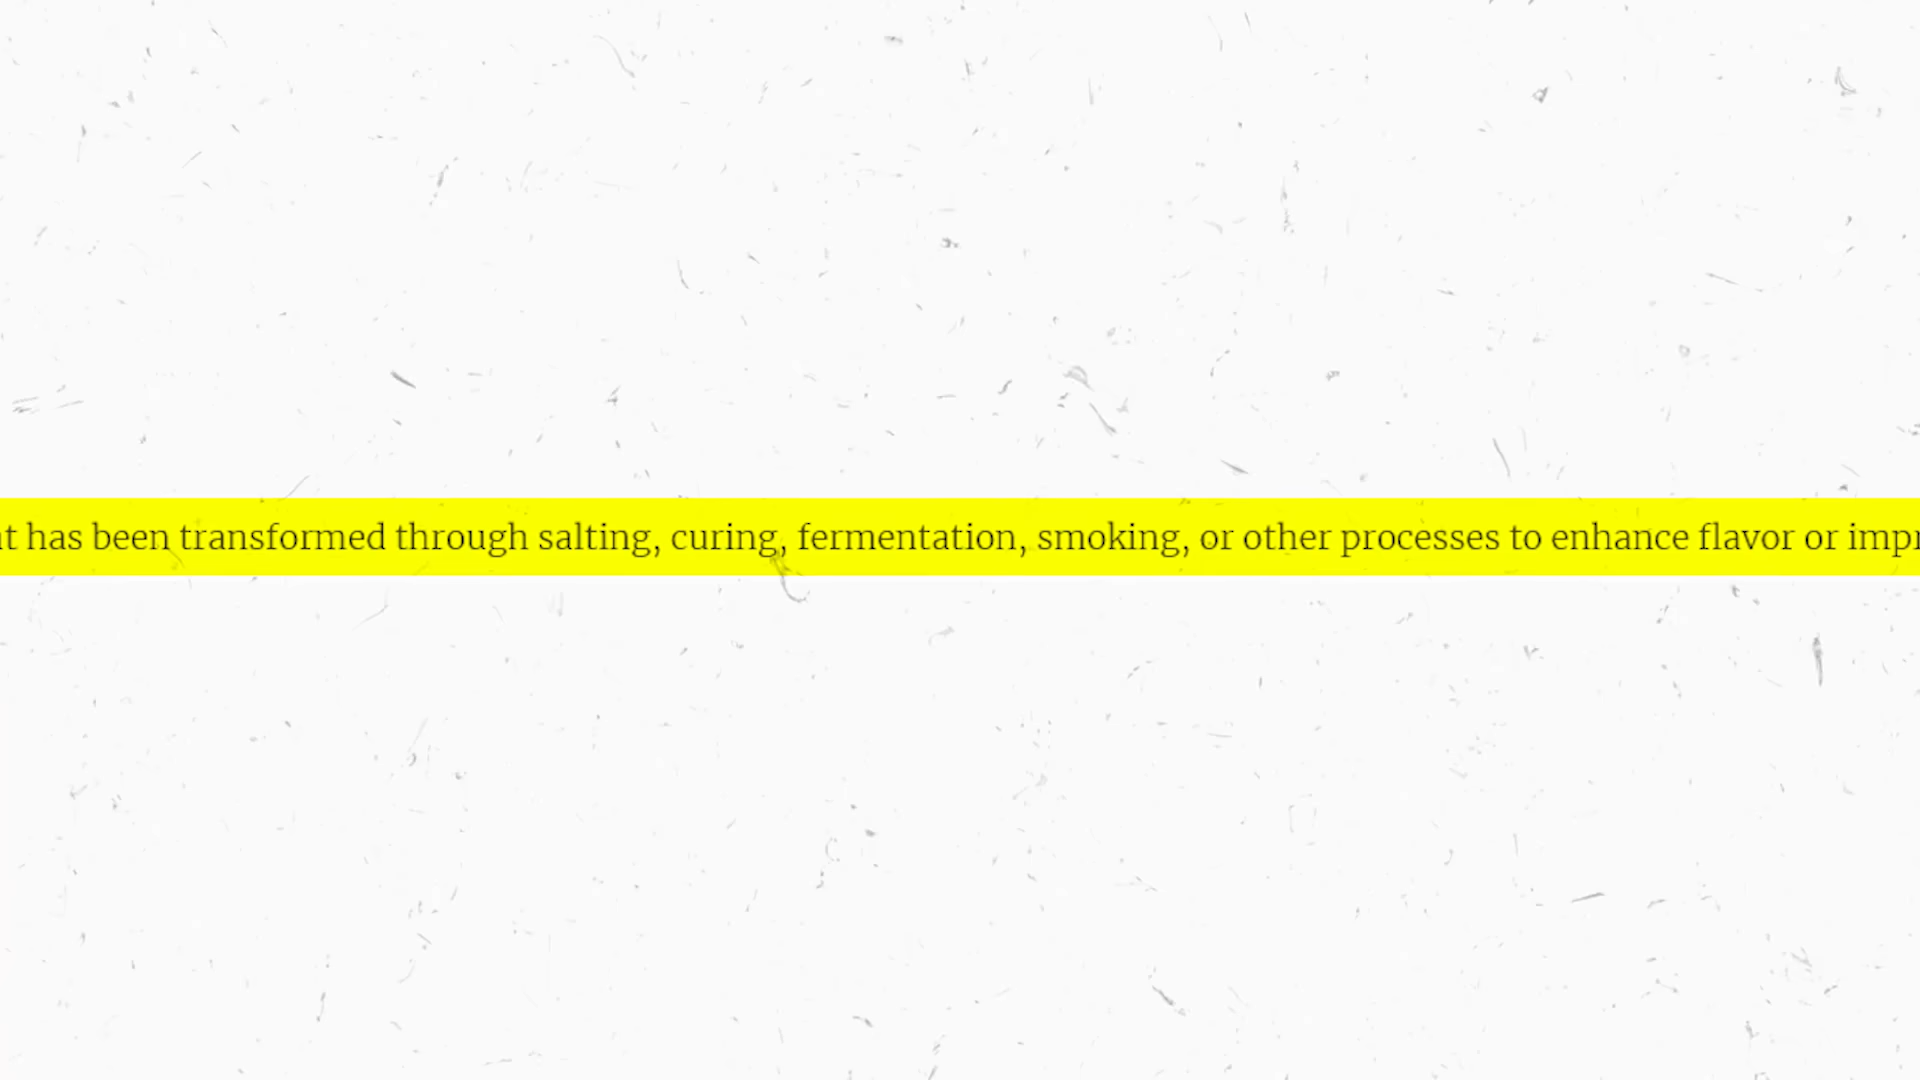 has been transformed through salting, curing, fermentation, smoking, or other processes to enhance flavor or